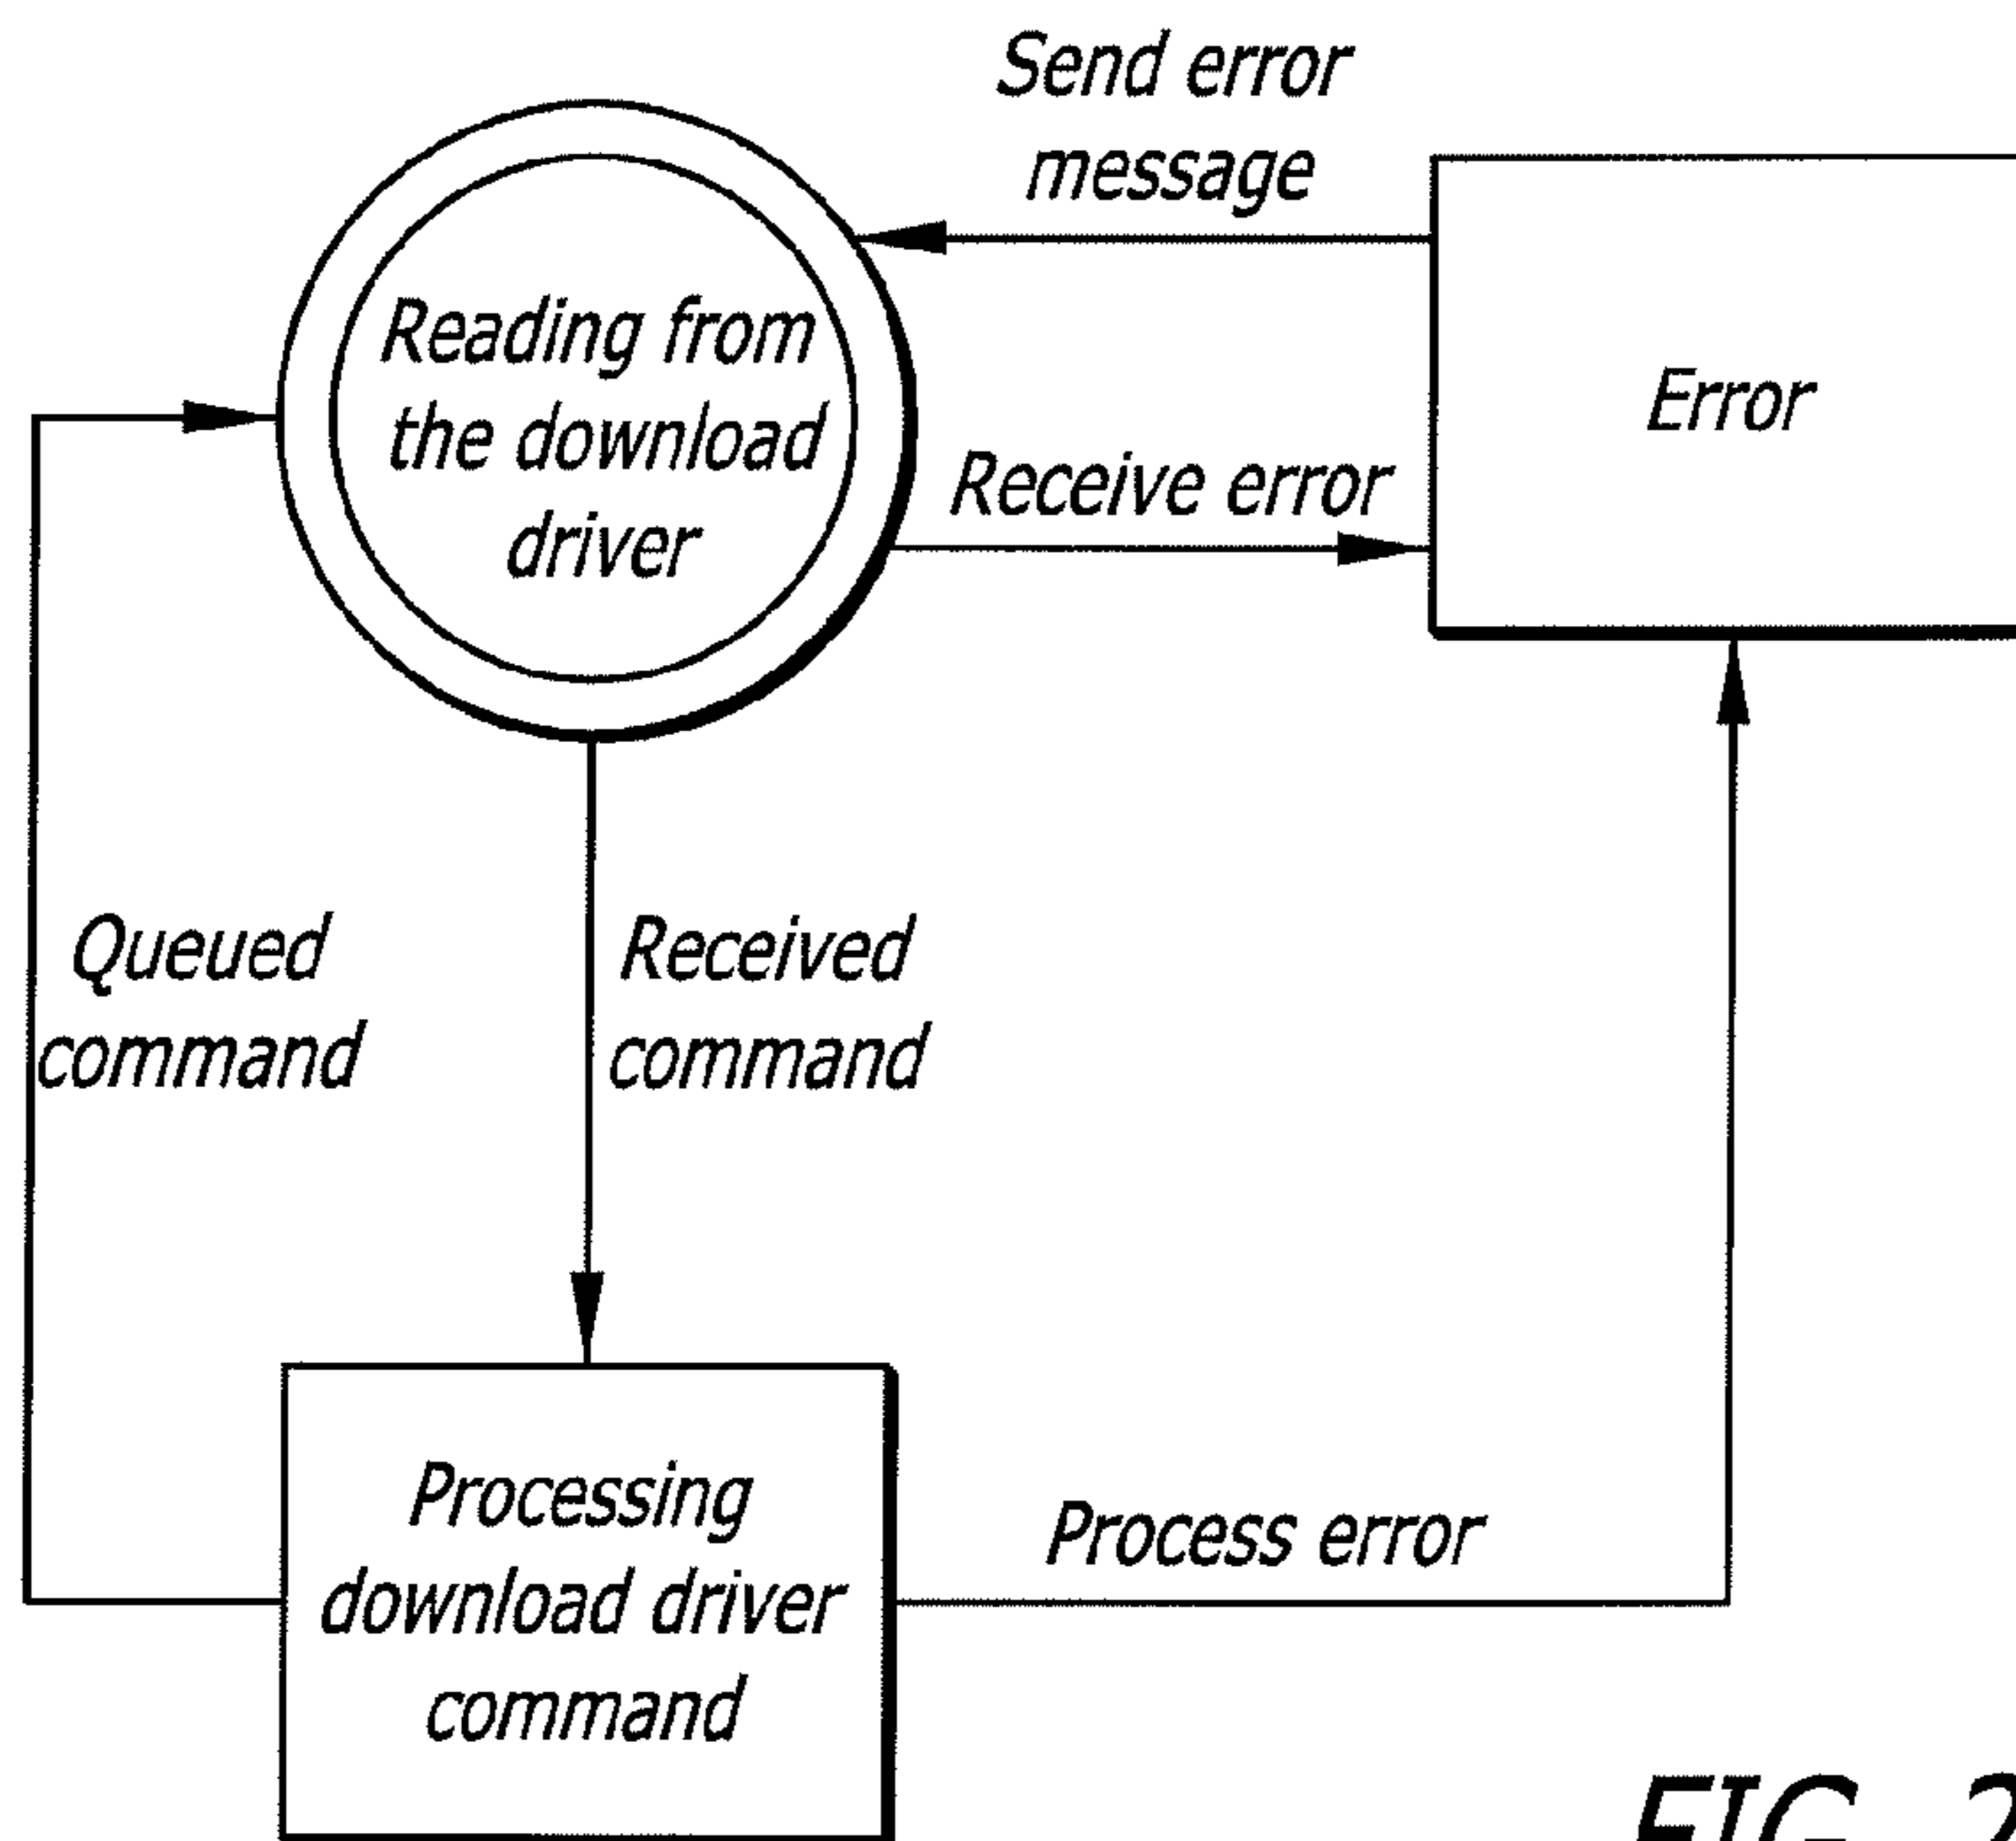 Send error
message
Reading from
the download
driver
Error
Receive error
Queued
command
Received
command
Processing
download driver
command
Process error